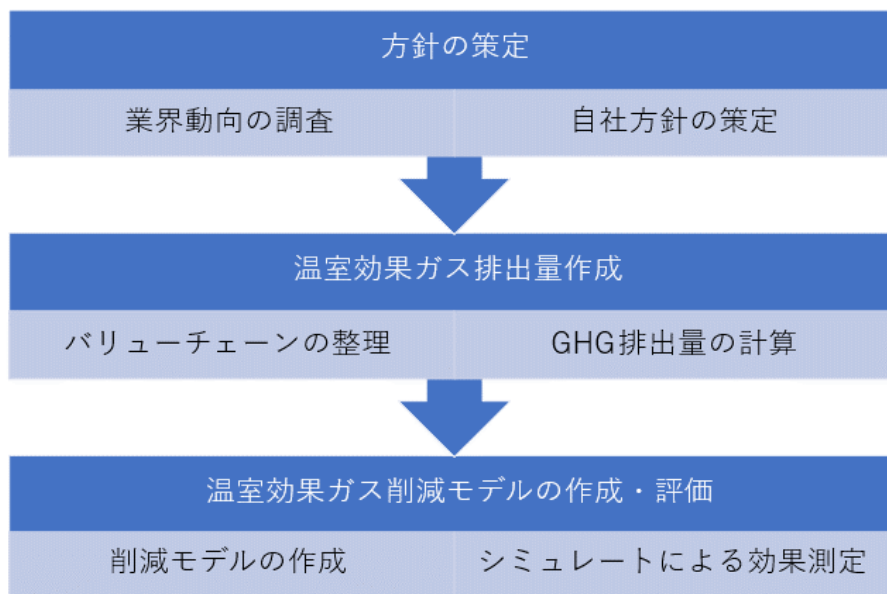 方針の策定
業界動向の調査
自社方針の策定
温室効果ガス排出量作成
バリューチェーンの整理
GHG排出量の計算
温室効果ガス削減モデルの作成・評価
削減モデルの作成
シミュレートによる効果測定